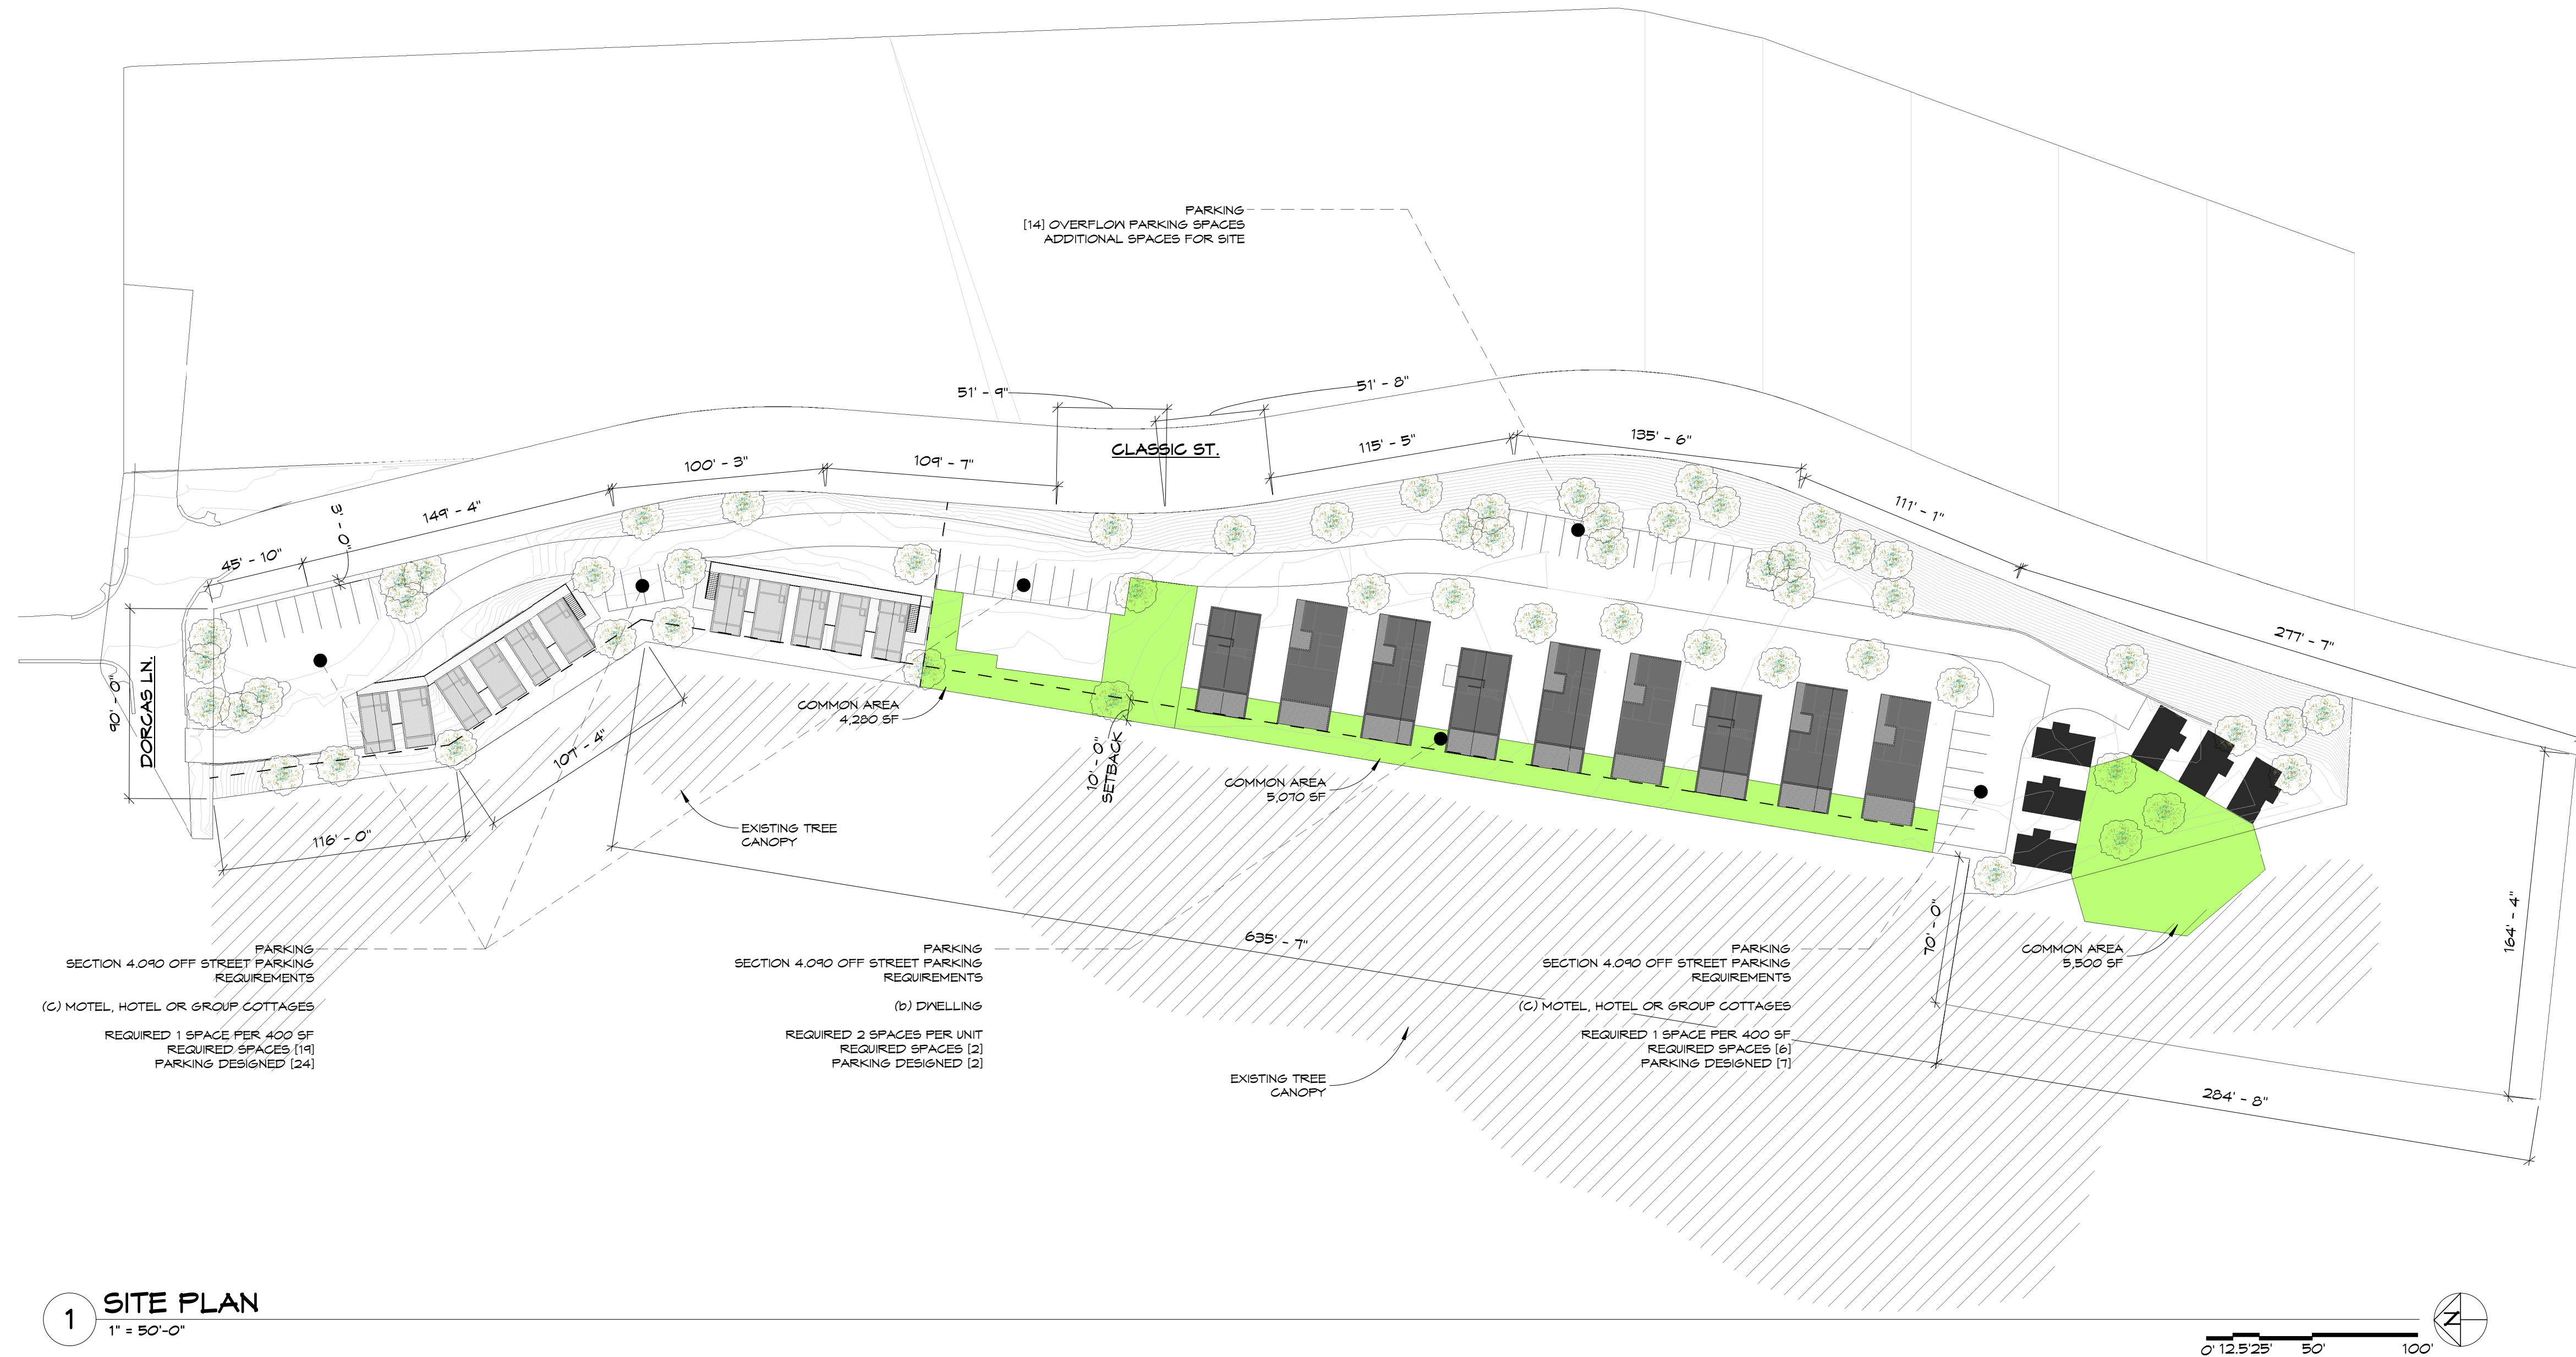 PARKING
[14] OVERFLOW PARKING SPACES
ADDITIONAL SPACES FOR SITE
51' - 9"
51' - 8"
CLASSIC ST.
115' - 5"
135' - 6"
100' - 3"
109' - 7"
149' - 4"
3' - 0"
45' - 10"
111' - 1"
277' - 7"
90' - 0"
DORCAS LN.
COMMON AREA
4,280 SF
107' - 4"
10' - 0"
SETBACK
COMMON AREA
5,070 SF
116' - 0"
EXISTING TREE
CANOPY
635' - 7"
70' - 0"
164' - 4"
COMMON AREA
5,500 SF
PARKING
SECTION 4.090 OFF STREET PARKING
REQUIREMENTS
(C) MOTEL, HOTEL OR GROUP COTTAGES
REQUIRED 1 SPACE PER 400 SF
REQUIRED SPACES [19]
PARKING DESIGNED [24]
PARKING
SECTION 4.090 OFF STREET PARKING
REQUIREMENTS
(b) DWELLING
REQUIRED 2 SPACES PER UNIT
REQUIRED SPACES [2]
PARKING DESIGNED [2]
PARKING
SECTION 4.090 OFF STREET PARKING
REQUIREMENTS
(C) MOTEL, HOTEL OR GROUP COTTAGES
REQUIRED 1 SPACE PER 400 SF
REQUIRED SPACES [6]
PARKING DESIGNED [7]
EXISTING TREE
CANOPY
284' - 8"
1
SITE PLAN
1" = 50'-0"
N
0' 12.5' 25' 50' 100'